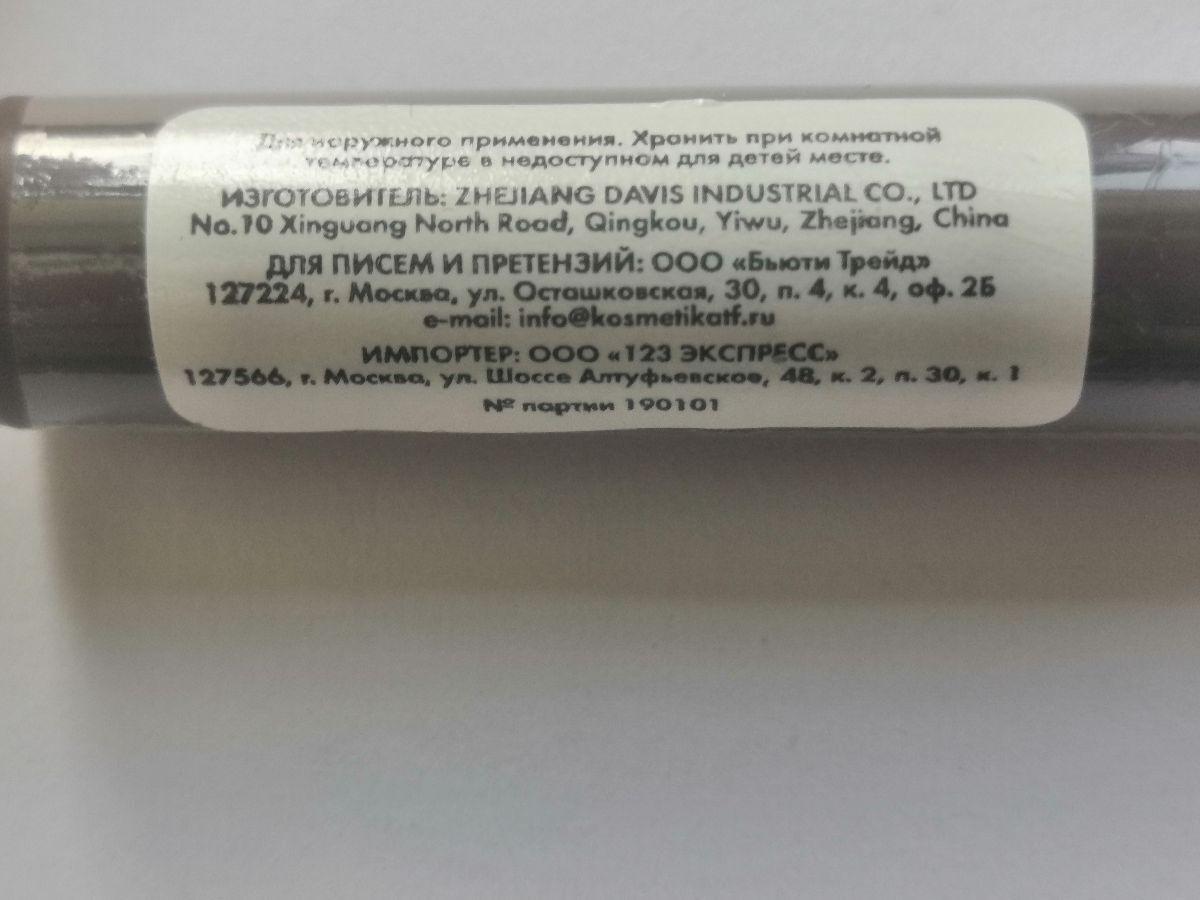 Для наружного применения. Хранить при комнатной
температуре в недоступном для детей месте.
ИЗГОТОВИТЕЛЬ: ZHEJIANG DAVIS INDUSTRIAL CO., LTD
No.10 Xinguang North Road, Qingkou, Yiwu, Zhejiang, China
ДЛЯ ПИСЕМ И ПРЕТЕНЗИЙ: ООО «Бьюти Трейд»
127224, г. Москва, ул. Осташковская, 30, п. 4, к. 4, оф. 2Б
e-mail: info@kosmetikatf.ru
ИМПОРТЕР: ООО «123 ЭКСПРЕСС»
127566, г. Москва, ул. Шоссе Алтуфьевское, 48, к. 2, п. 30, к. 1
№ партии 190101